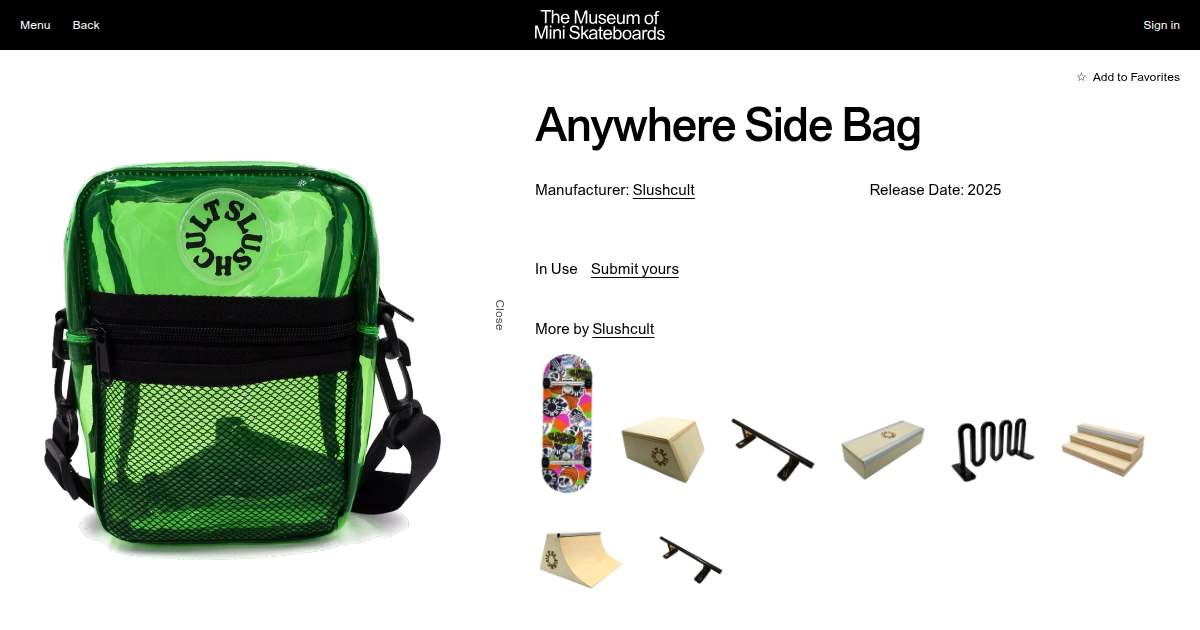 Menu
Back
The Museum of
Mini Skateboards
Sign in
☆ Add to Favorites
Anywhere Side Bag
Manufacturer: Slushcult
Release Date: 2025
In Use
Submit yours
Close
More by Slushcult
SLUSHCULT